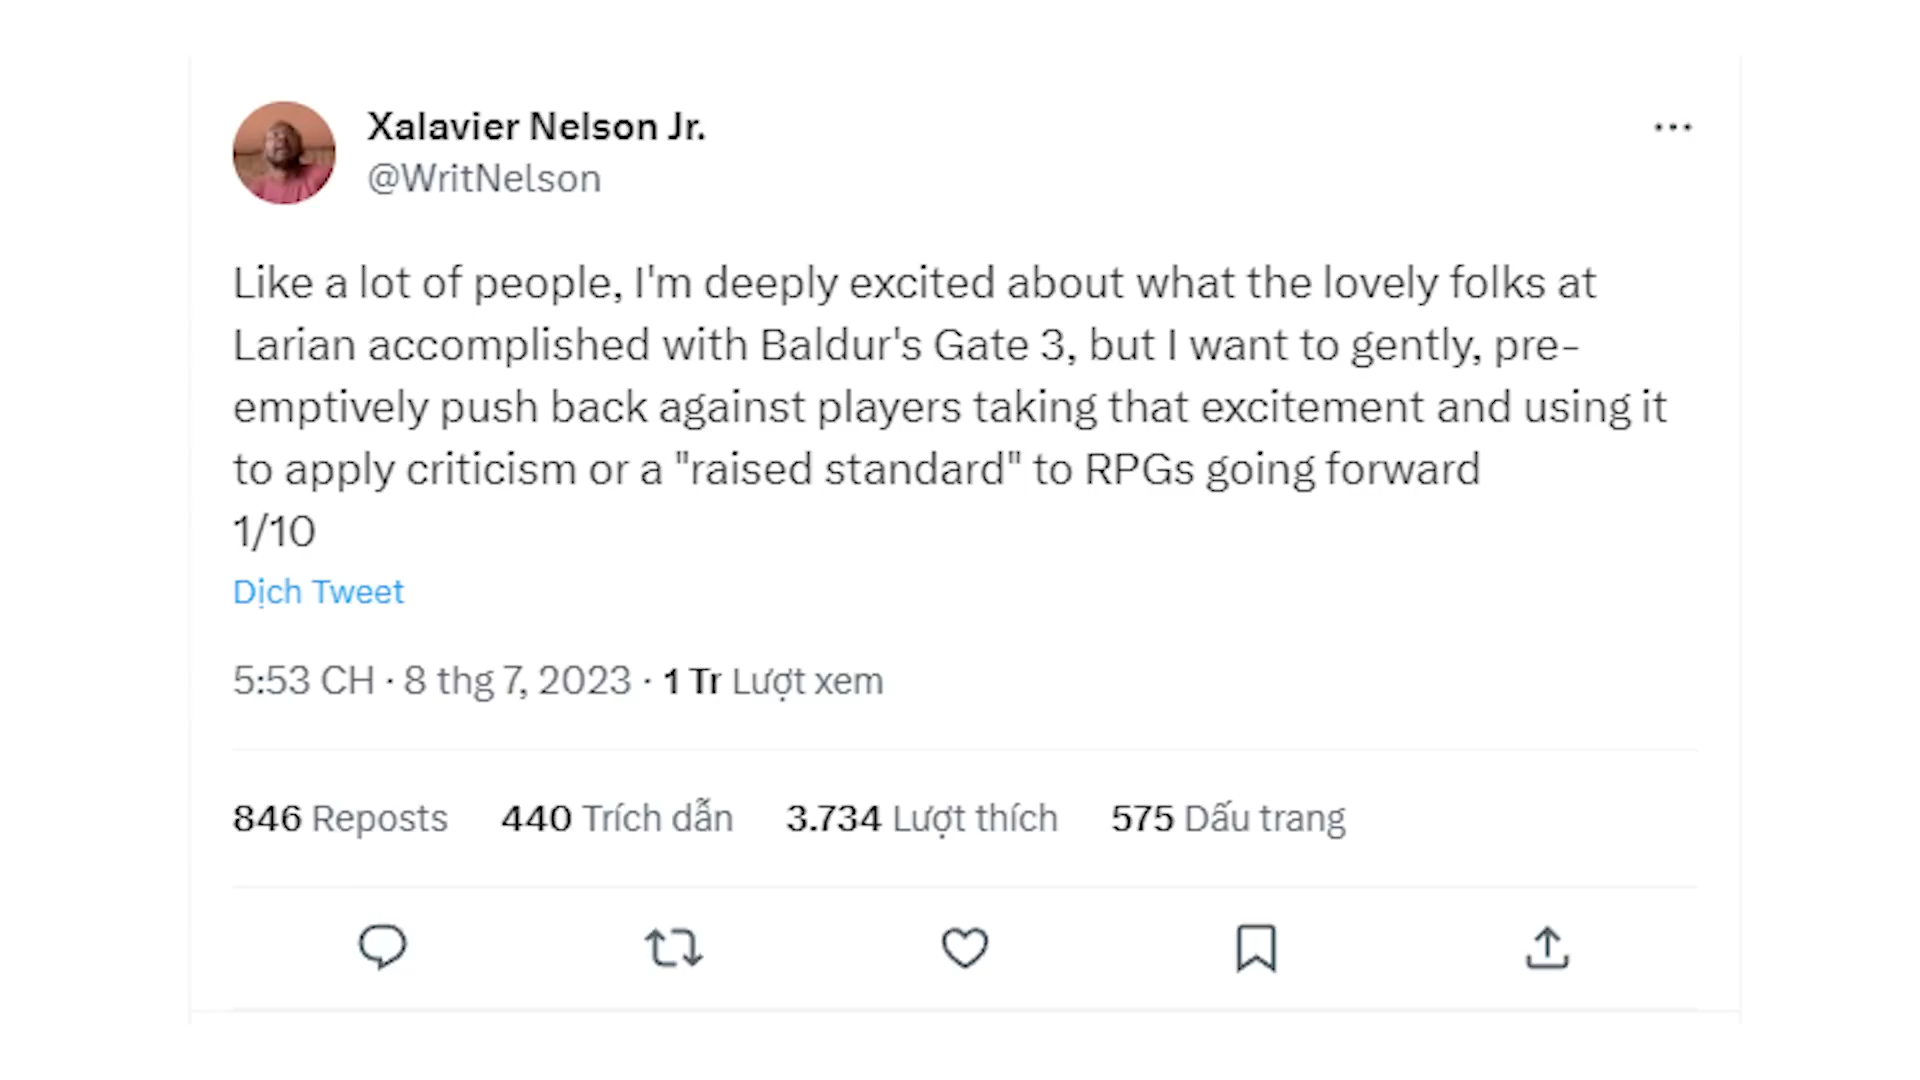 Xalavier Nelson Jr.
@WritNelson
Like a lot of people, I'm deeply excited about what the lovely folks at
Larian accomplished with Baldur's Gate 3, but I want to gently, pre-
emptively push back against players taking that excitement and using it
to apply criticism or a "raised standard" to RPGs going forward
1/10
Dịch Tweet
5:53 CH · 8 thg 7, 2023 · 1 Tr Lượt xem
846 Reposts 440 Trích dẫn 3.734 Lượt thích 575 Dấu trang